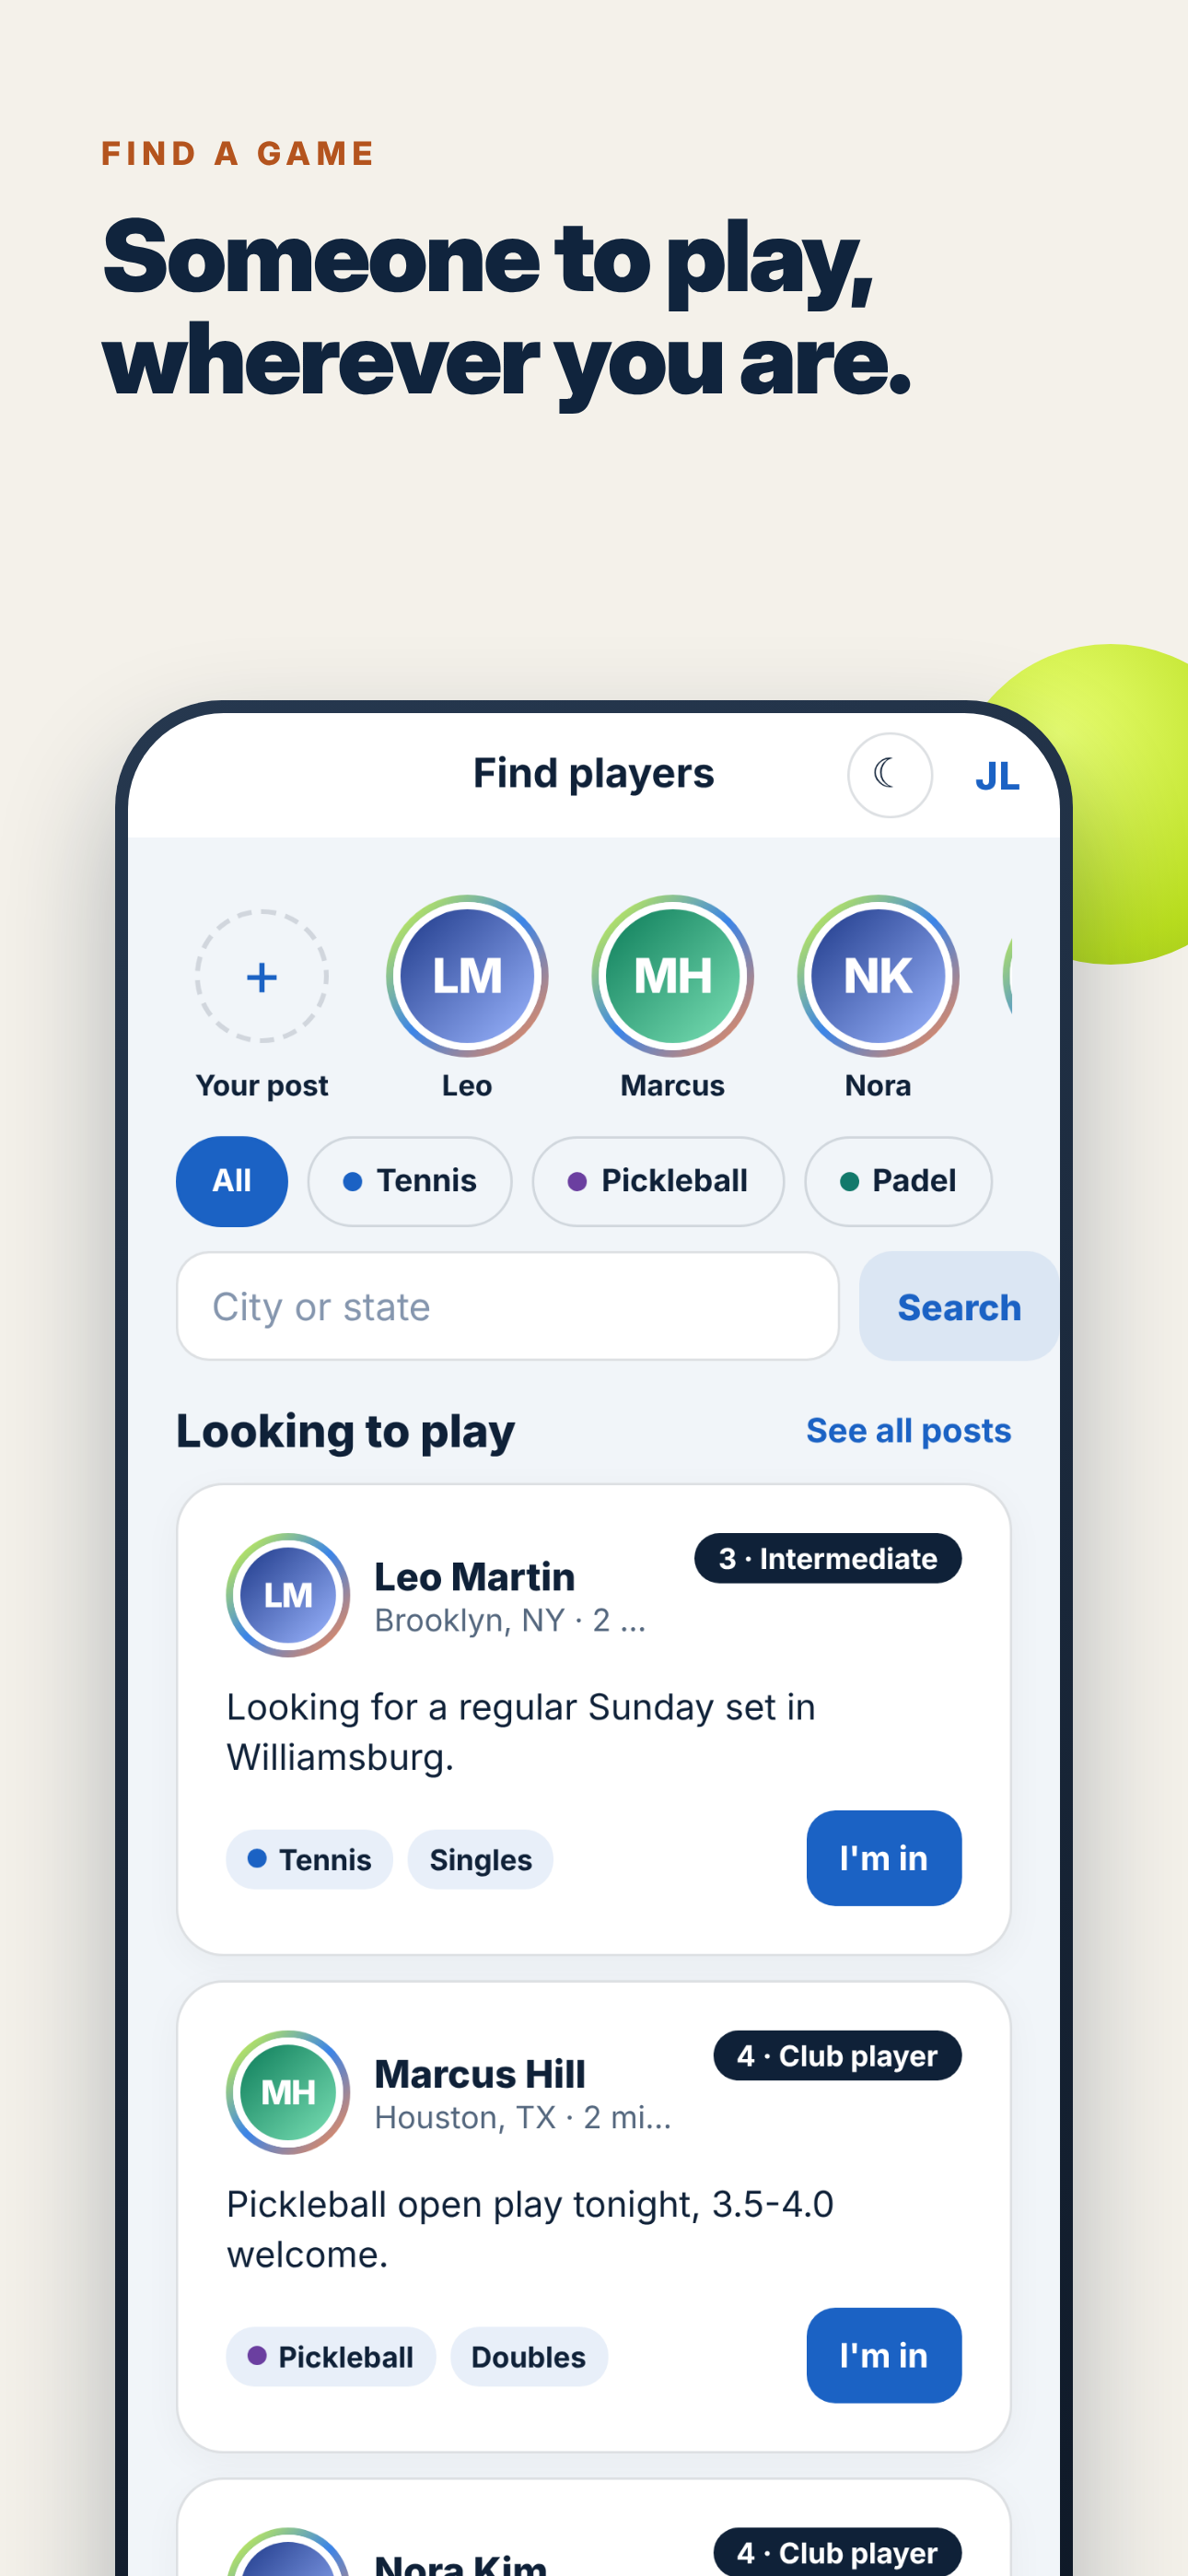 FIND A GAME
Someone to play,
wherever you are.
Find players
JL
+
LM
MH
NK
Your post
Leo
Marcus
Nora
All
Tennis
Pickleball
Padel
City or state
Search
Looking to play
See all posts
LM
Leo Martin
3 · Intermediate
Brooklyn, NY · 2 ...
Looking for a regular Sunday set in
Williamsburg.
Tennis
Singles
I'm in
MH
Marcus Hill
4 · Club player
Houston, TX · 2 mi...
Pickleball open play tonight, 3.5-4.0
welcome.
Pickleball
Doubles
I'm in
Nora Kim
4 · Club player